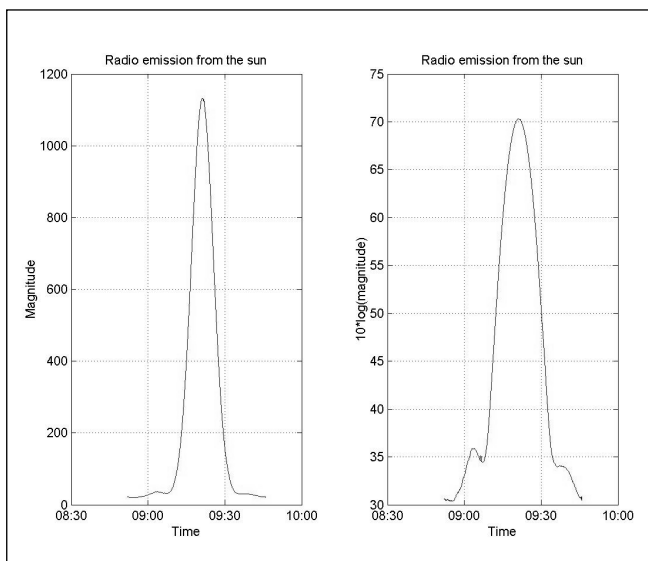 Radio emission from the sun
1200
1000
800
600
400
200
0
Magnitude
08:30 09:00 09:30 10:00
Time
Radio emission from the sun
75
70
65
60
55
50
45
40
35
30
10*log(magnitude)
08:30 09:00 09:30 10:00
Time